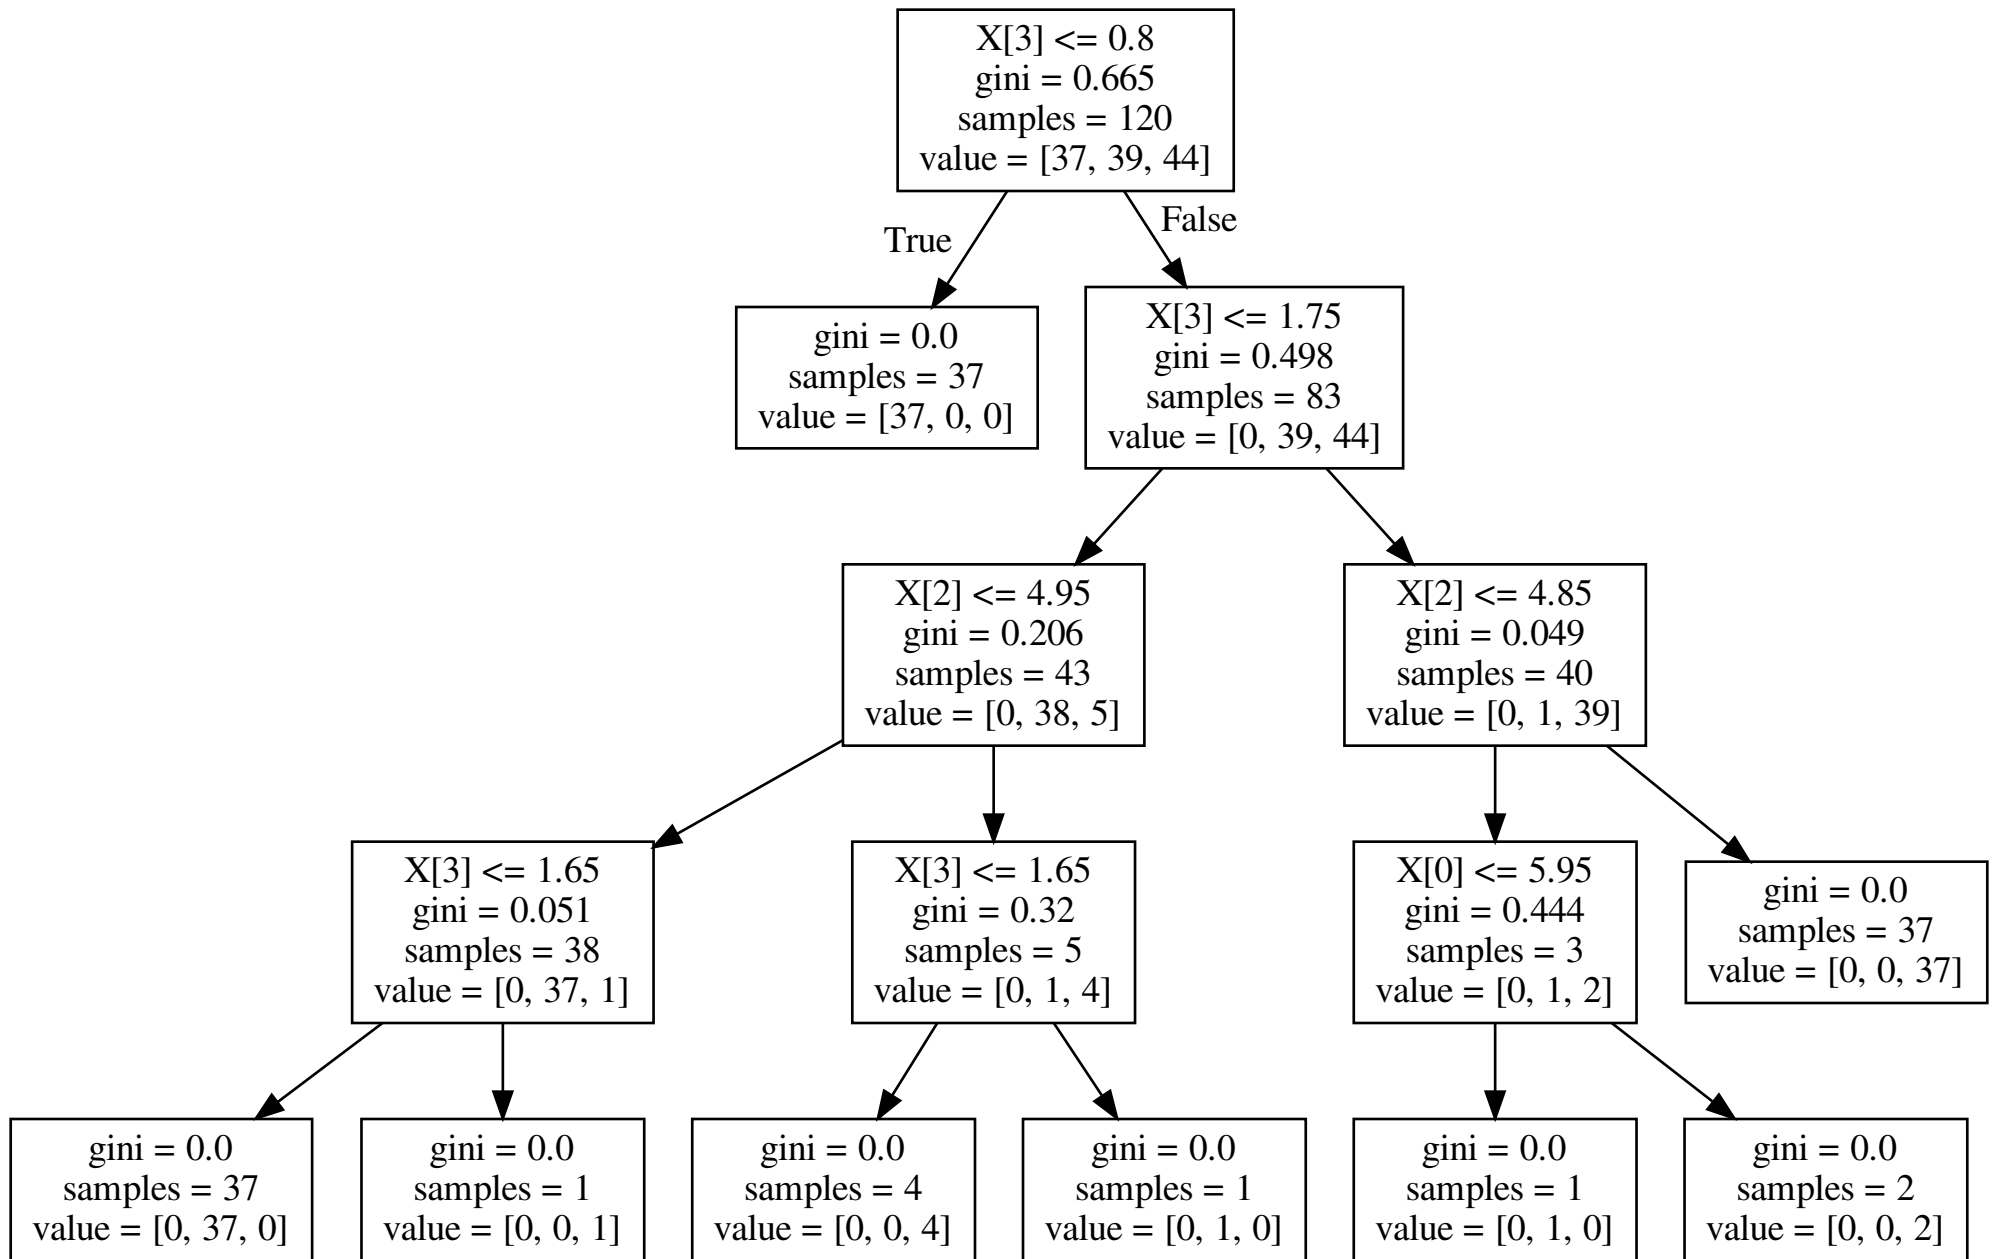 X[3] <= 0.8
gini = 0.665
samples = 120
value = [37, 39, 44]
True
False
gini = 0.0
samples = 37
value = [37, 0, 0]
X[3] <= 1.75
gini = 0.498
samples = 83
value = [0, 39, 44]
X[2] <= 4.95
gini = 0.206
samples = 43
value = [0, 38, 5]
X[2] <= 4.85
gini = 0.049
samples = 40
value = [0, 1, 39]
X[3] <= 1.65
gini = 0.051
samples = 38
value = [0, 37, 1]
X[3] <= 1.65
gini = 0.32
samples = 5
value = [0, 1, 4]
X[0] <= 5.95
gini = 0.444
samples = 3
value = [0, 1, 2]
gini = 0.0
samples = 37
value = [0, 0, 37]
gini = 0.0
samples = 37
value = [0, 37, 0]
gini = 0.0
samples = 1
value = [0, 0, 1]
gini = 0.0
samples = 4
value = [0, 0, 4]
gini = 0.0
samples = 1
value = [0, 1, 0]
gini = 0.0
samples = 1
value = [0, 1, 0]
gini = 0.0
samples = 2
value = [0, 0, 2]